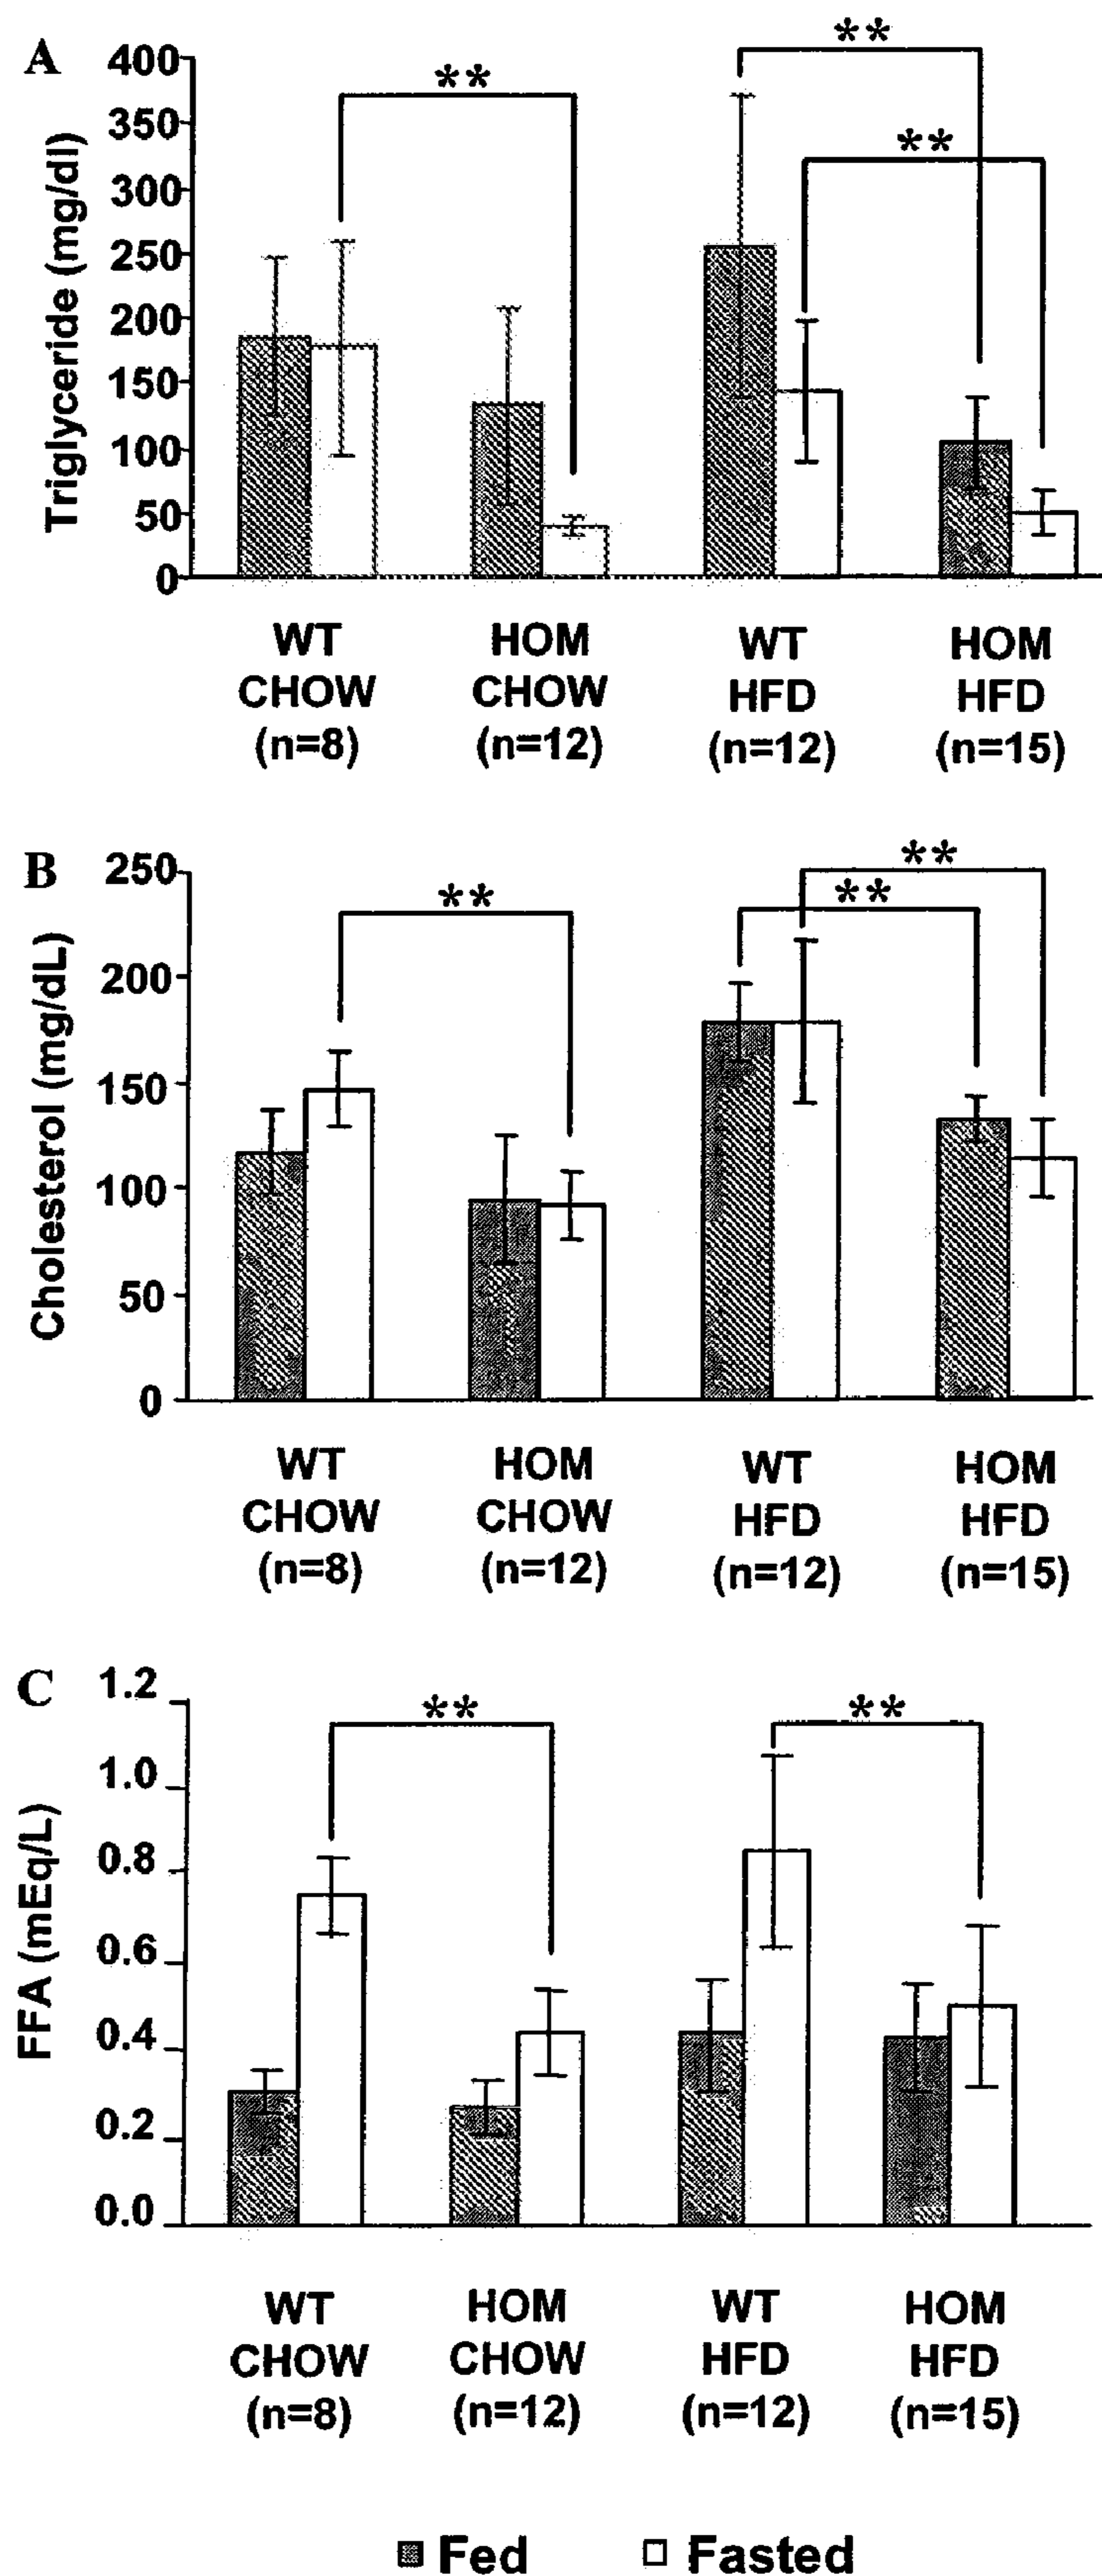 A
Triglyceride (mg/dl)
400
350
300
250
200
150
100
50
0
**
**
**
WT HOM WT HOM
CHOW CHOW HFD HFD
(n=8) (n=12) (n=12) (n=15)
B
Cholesterol (mg/dL)
250
200
150
100
50
0
**
**
**
WT HOM WT HOM
CHOW CHOW HFD HFD
(n=8) (n=12) (n=12) (n=15)
C
FFA (mEq/L)
1.2
1.0
0.8
0.6
0.4
0.2
0.0
**
**
WT HOM WT HOM
CHOW CHOW HFD HFD
(n=8) (n=12) (n=12) (n=15)
Fed Fasted